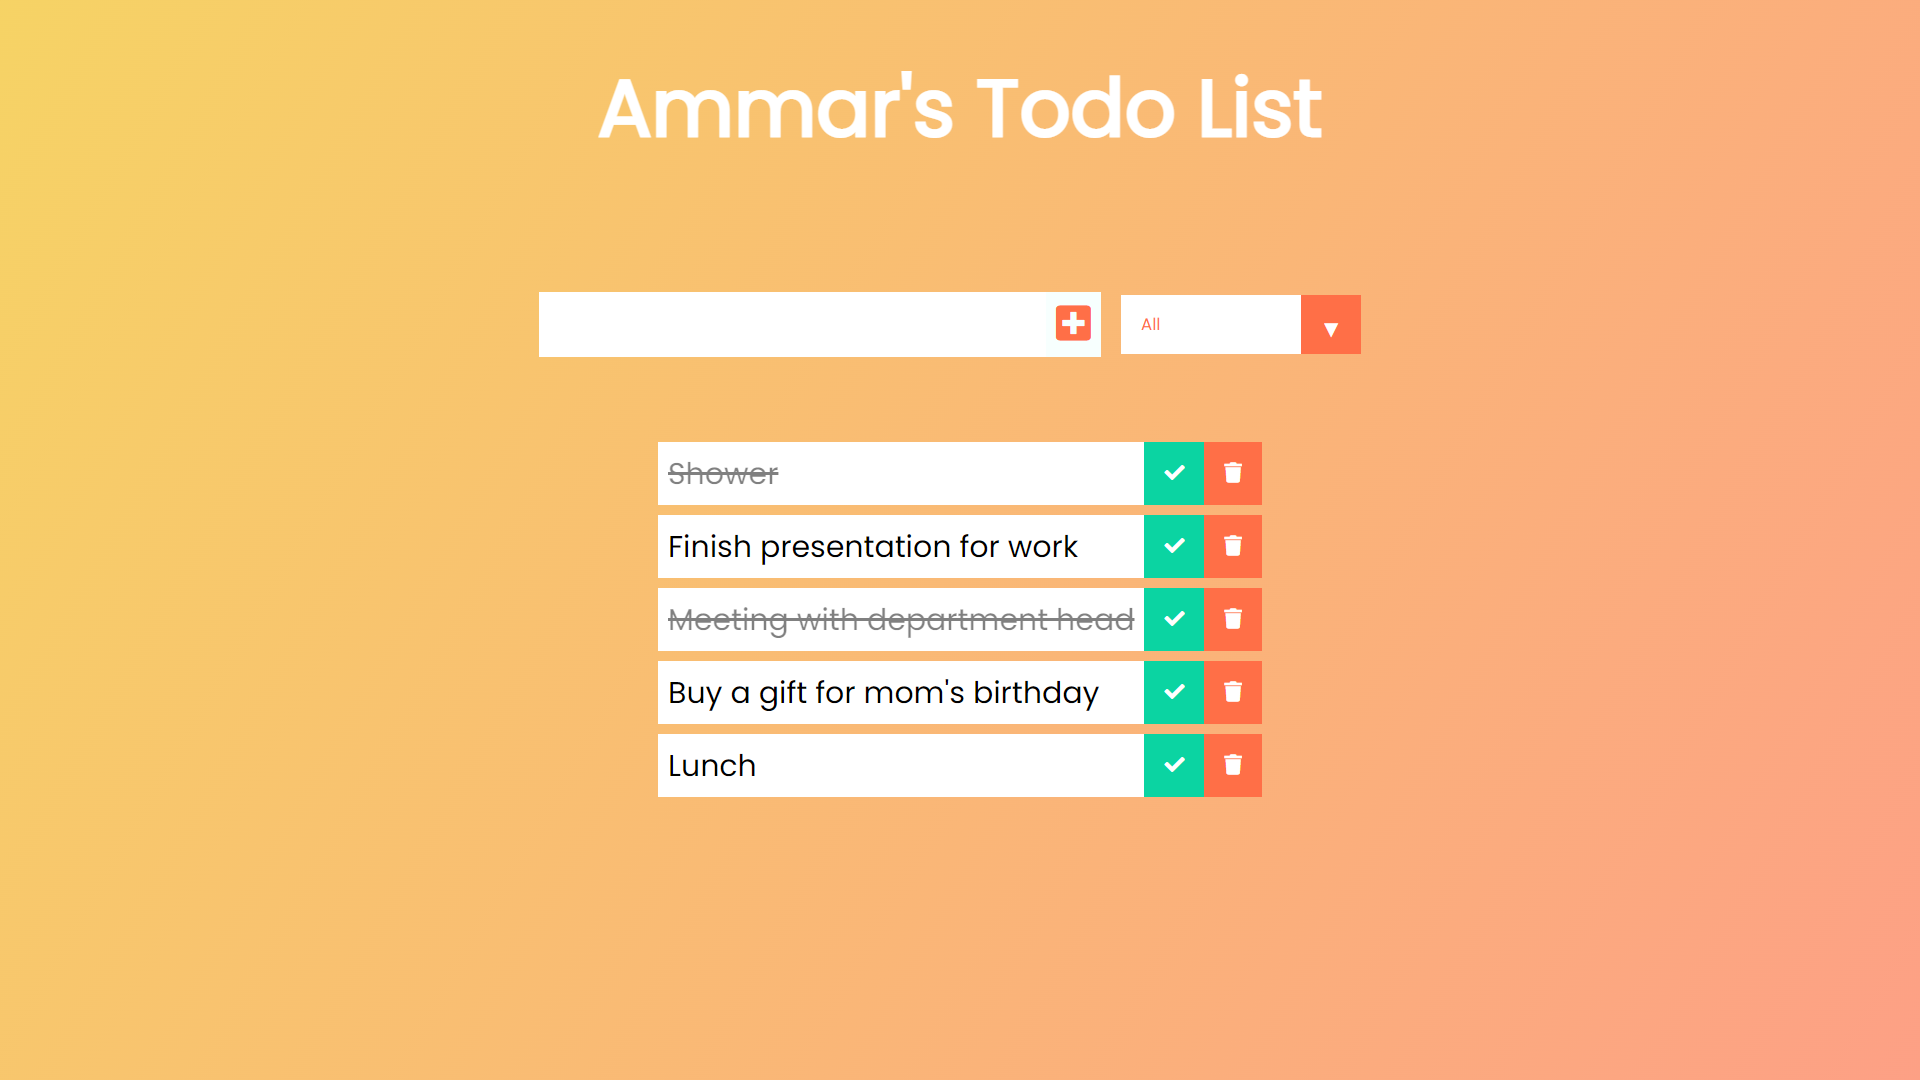 Ammar's Todo List
All
Shower
Finish presentation for work
Meeting with department head
Buy a gift for mom's birthday
Lunch